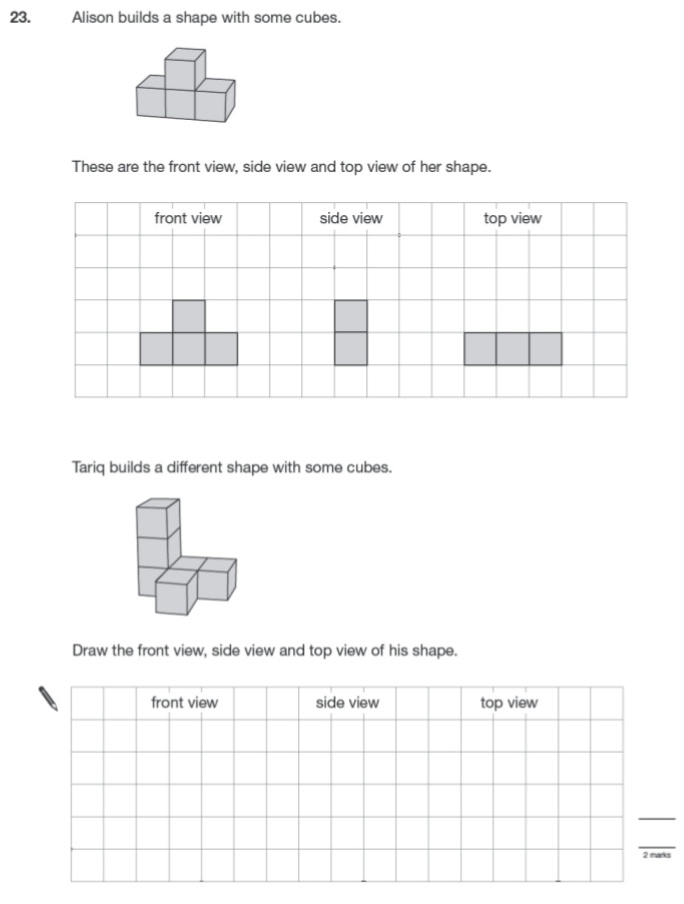 23. Alison builds a shape with some cubes.
These are the front view, side view and top view of her shape.
front view side view top view
Tariq builds a different shape with some cubes.
Draw the front view, side view and top view of his shape.
front view side view top view
2 marks